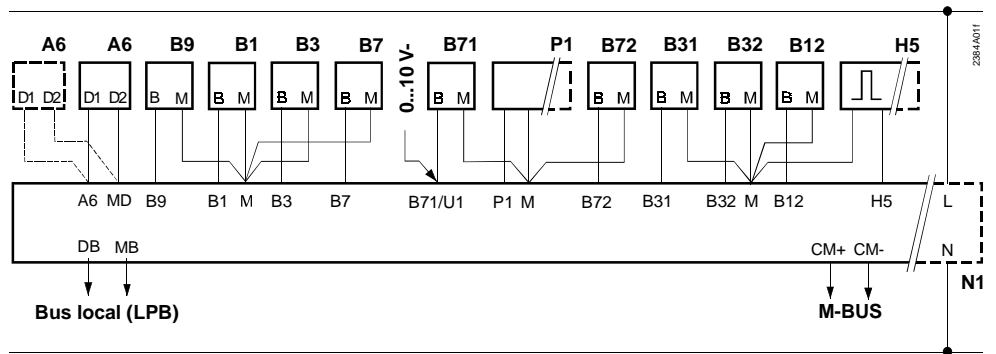 A6 A6 B9 B1 B3 B7 0...10 V- B71 P1 B72 B31 B32 B12 H5
2384A01f
D1 D2 D1 D2 B M B M B M B M B M B M B M B M B M
A6 MD B9 B1 M B3 B7 B71/U1 P1 M B72 B31 B32 M B12 H5 L
DB MB CM+ CM- N
N1
Bus local (LPB) M-BUS